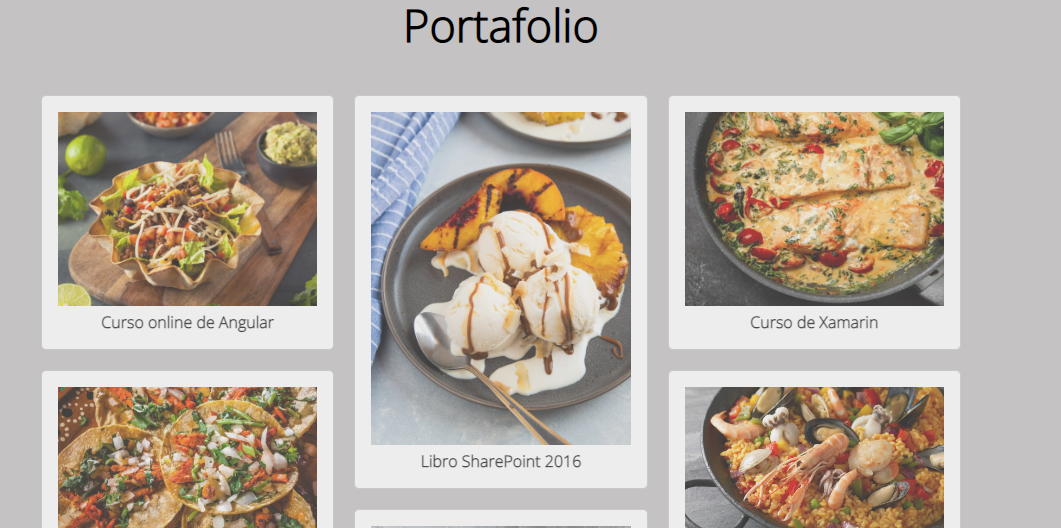 Portafolio
Curso online de Angular
Curso de Xamarin
Libro SharePoint 2016